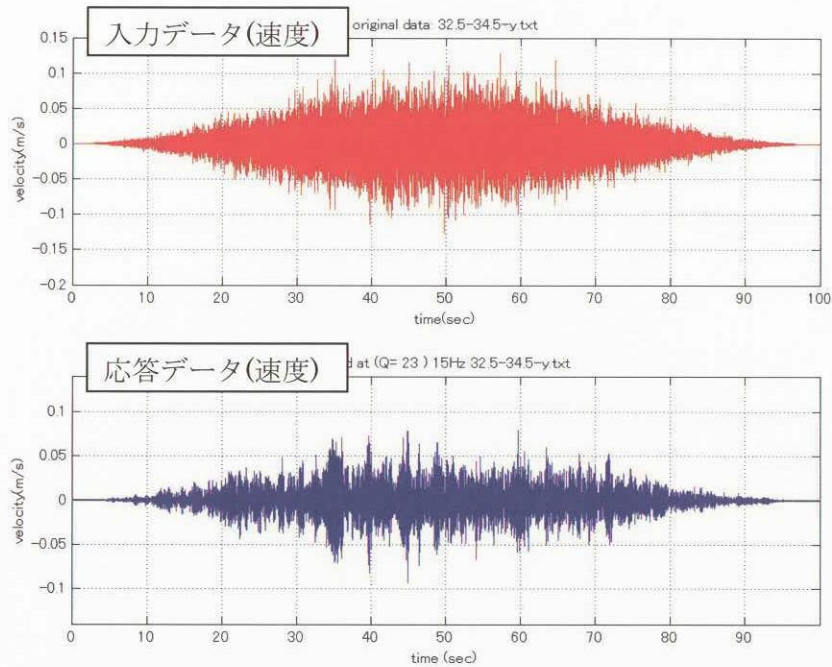 入力データ(速度)
original data: 32.5-34.5-y.txt
0.15
0.1
0.05
0
-0.05
-0.1
-0.15
-0.2
velocity(m/s)
0 10 20 30 40 50 60 70 80 90 100
time(sec)
応答データ(速度)
d at (Q= 23 ) 15Hz 32.5-34.5-y.txt
0.1
0.05
0
-0.05
-0.1
velocity(m/s)
0 10 20 30 40 50 60 70 80 90
time (sec)